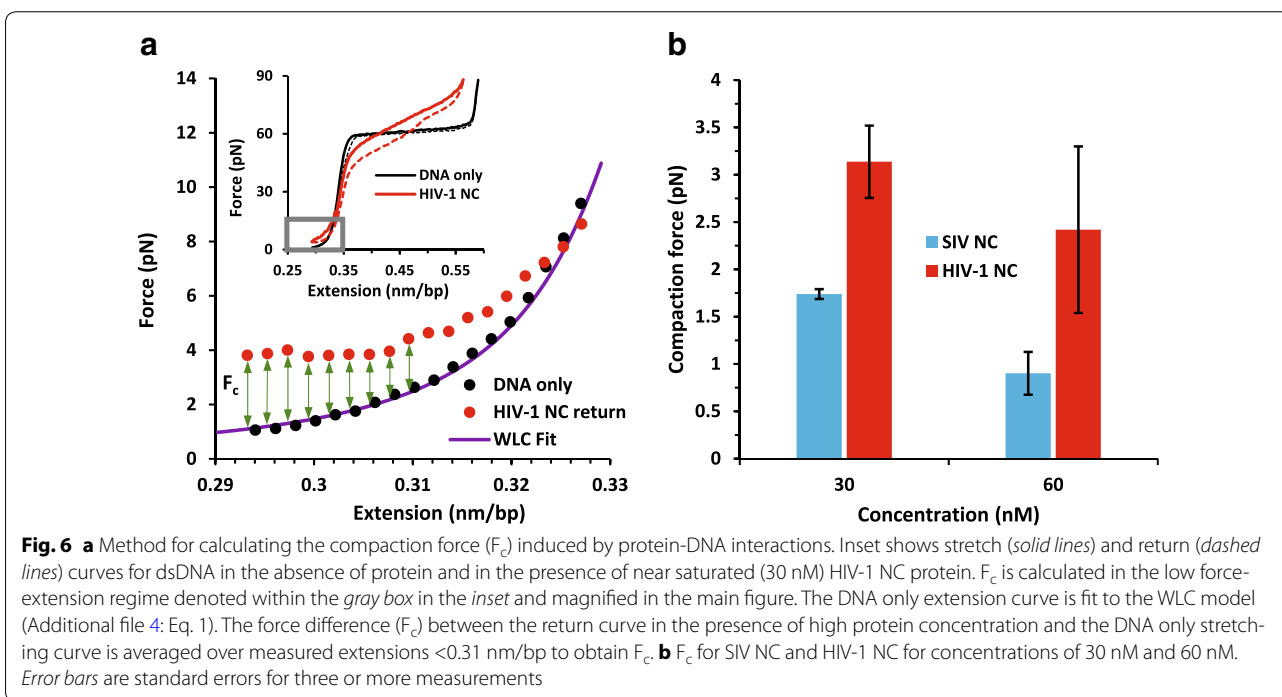 a
14
12
10
8
6
4
2
0
Force (pN)
0.29 0.3 0.31 0.32 0.33
Extension (nm/bp)
F_c
DNA only
HIV-1 NC return
WLC Fit
90
60
30
0
Force (pN)
0.25 0.35 0.45 0.55
Extension (nm/bp)
DNA only
HIV-1 NC
b
4
3.5
3
2.5
2
1.5
1
0.5
0
Compaction force (pN)
SIV NC
HIV-1 NC
30 60
Concentration (nM)
Fig. 6 a Method for calculating the compaction force (F_c) induced by protein-DNA interactions. Inset shows stretch (solid lines) and return (dashed
lines) curves for dsDNA in the absence of protein and in the presence of near saturated (30 nM) HIV-1 NC protein. F_c is calculated in the low force-
extension regime denoted within the gray box in the inset and magnified in the main figure. The DNA only extension curve is fit to the WLC model
(Additional file 4: Eq. 1). The force difference (F_c) between the return curve in the presence of high protein concentration and the DNA only stretch-
ing curve is averaged over measured extensions <0.31 nm/bp to obtain F_c. b F_c for SIV NC and HIV-1 NC for concentrations of 30 nM and 60 nM.
Error bars are standard errors for three or more measurements